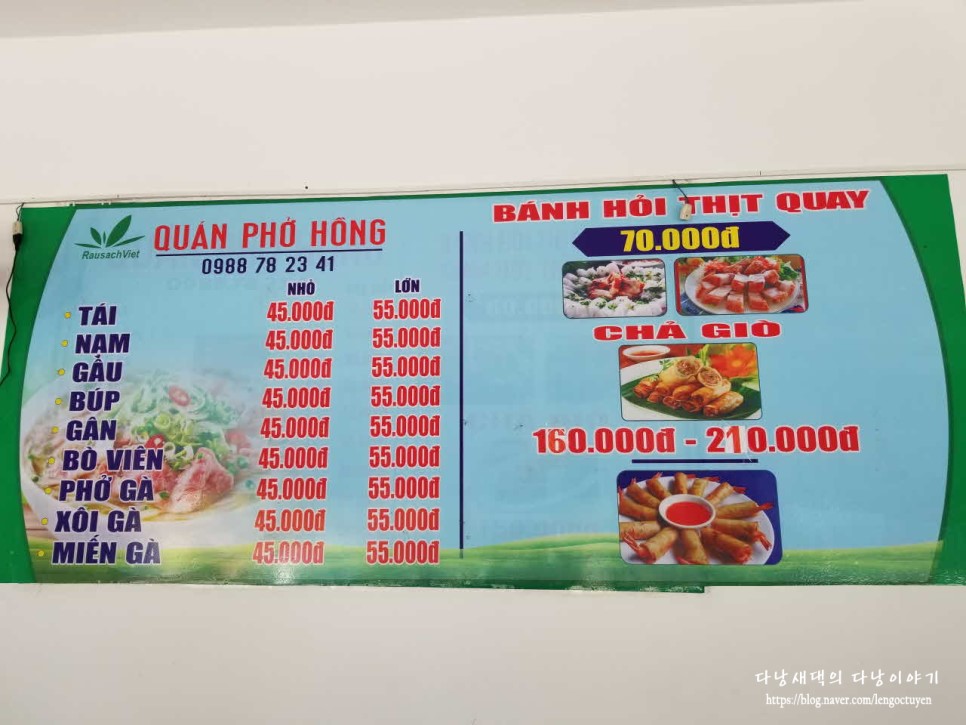 RausachViet
QUÁN PHỞ HỒNG
0988 78 23 41
NHỎ LỚN
TÁI 45.000đ 55.000đ
NẠM 45.000đ 55.000đ
GẦU 45.000đ 55.000đ
BÚP 45.000đ 55.000đ
GÂN 45.000đ 55.000đ
BÒ VIÊN 45.000đ 55.000đ
PHỞ GÀ 45.000đ 55.000đ
XÔI GÀ 45.000đ 55.000đ
MIẾN GÀ 45.000đ 55.000đ
BÁNH HỎI THỊT QUAY
70.000đ
CHẢ GIÒ
160.000đ - 210.000đ
다낭새댁의 다낭이야기
https://blog.naver.com/lengoctuyen